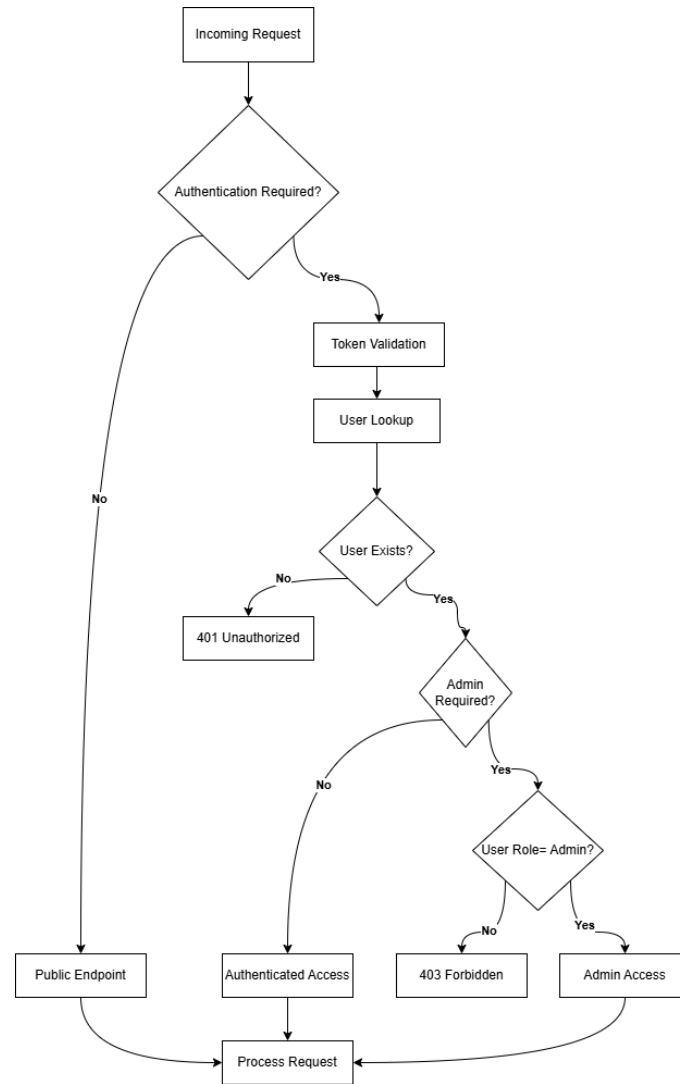 Incoming Request
Authentication Required?
Yes
Token Validation
User Lookup
No
User Exists?
No
Yes
401 Unauthorized
Admin
Required?
No
Yes
User Role= Admin?
No
Yes
Public Endpoint
Authenticated Access
403 Forbidden
Admin Access
Process Request